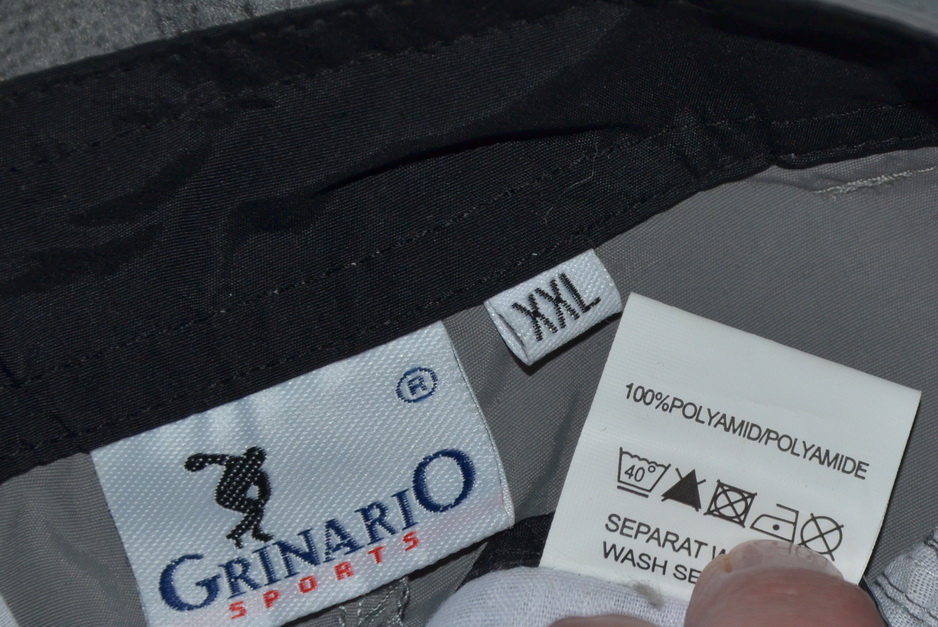 XXL
®
GRINARIO
SPORTS
100%POLYAMID/POLYAMIDE
40°
SEPARAT
WASH